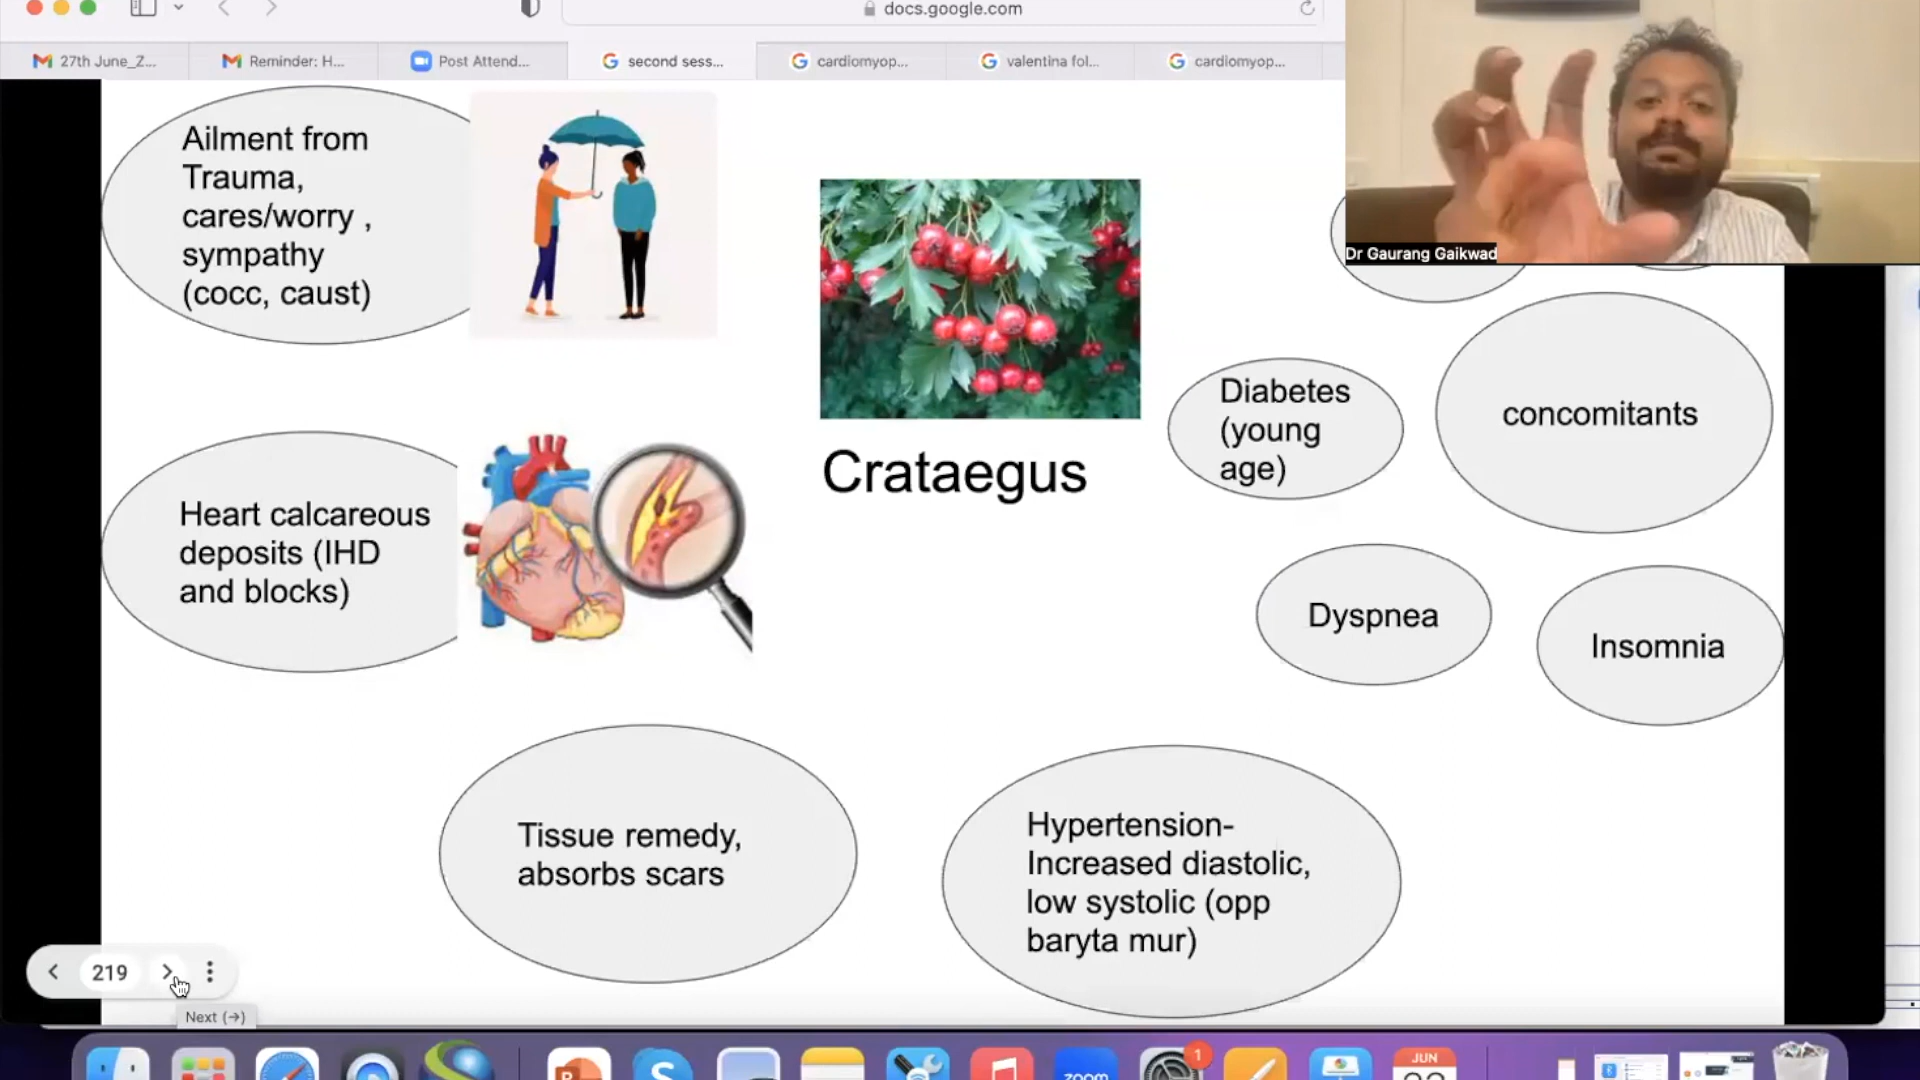 docs.google.com
27th June_Z...
Reminder: H...
Post Attend...
second sess...
cardiomyop...
valentina fol...
cardiomyop...
Dr Gaurang Gaikwad
Ailment from
Trauma,
cares/worry ,
sympathy
(cocc, caust)
Heart calcareous
deposits (IHD
and blocks)
Crataegus
Diabetes
(young
age)
concomitants
Dyspnea
Insomnia
Tissue remedy,
absorbs scars
Hypertension-
Increased diastolic,
low systolic (opp
baryta mur)
219
Next (→)
zoom
1
JUN